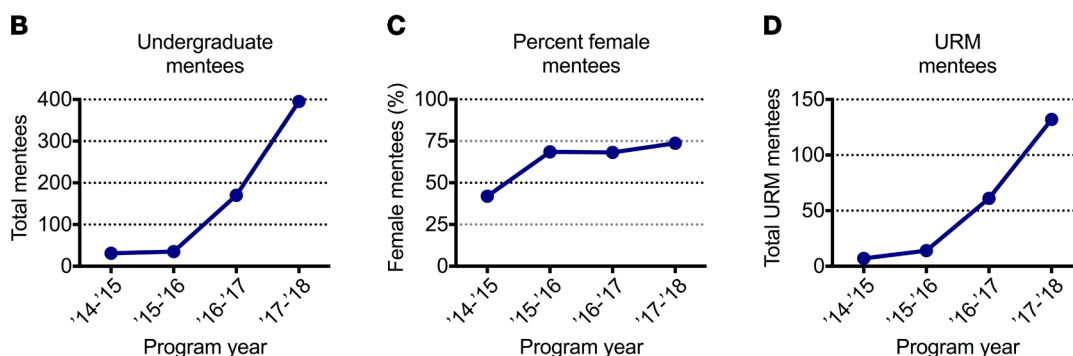 B
Undergraduate
mentees
Total mentees
400
300
200
100
0
'14-'15
'15-'16
'16-'17
'17-'18
Program year
C
Percent female
mentees
Female mentees (%)
100
75
50
25
0
'14-'15
'15-'16
'16-'17
'17-'18
Program year
D
URM
mentees
Total URM mentees
150
100
50
0
'14-'15
'15-'16
'16-'17
'17-'18
Program year